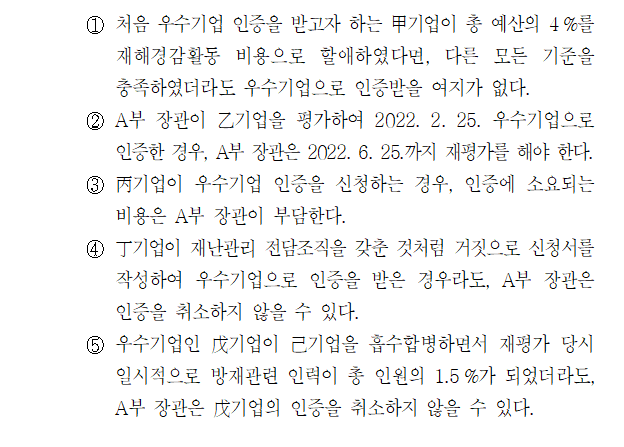 ① 처음 우수기업 인증을 받고자 하는 甲기업이 총 예산의 4%를
재해경감활동 비용으로 할애하였다면, 다른 모든 기준을
충족하였더라도 우수기업으로 인증받을 여지가 없다.
② A부 장관이 乙기업을 평가하여 2022. 2. 25. 우수기업으로
인증한 경우, A부 장관은 2022. 6. 25.까지 재평가를 해야 한다.
③ 丙기업이 우수기업 인증을 신청하는 경우, 인증에 소요되는
비용은 A부 장관이 부담한다.
④ 丁기업이 재난관리 전담조직을 갖춘 것처럼 거짓으로 신청서를
작성하여 우수기업으로 인증을 받은 경우라도, A부 장관은
인증을 취소하지 않을 수 있다.
⑤ 우수기업인 戊기업이 己기업을 흡수합병하면서 재평가 당시
일시적으로 방재관련 인력이 총 인원의 1.5%가 되었더라도,
A부 장관은 戊기업의 인증을 취소하지 않을 수 있다.